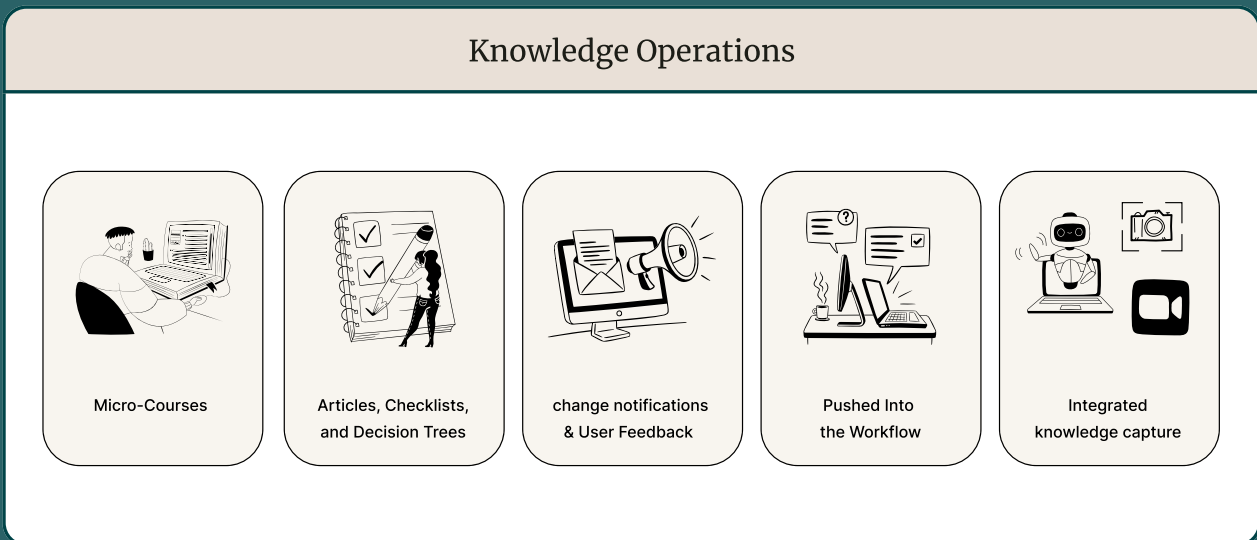 Knowledge Operations
?
Micro-Courses
Articles, Checklists,
and Decision Trees
change notifications
& User Feedback
Pushed Into
the Workflow
Integrated
knowledge capture